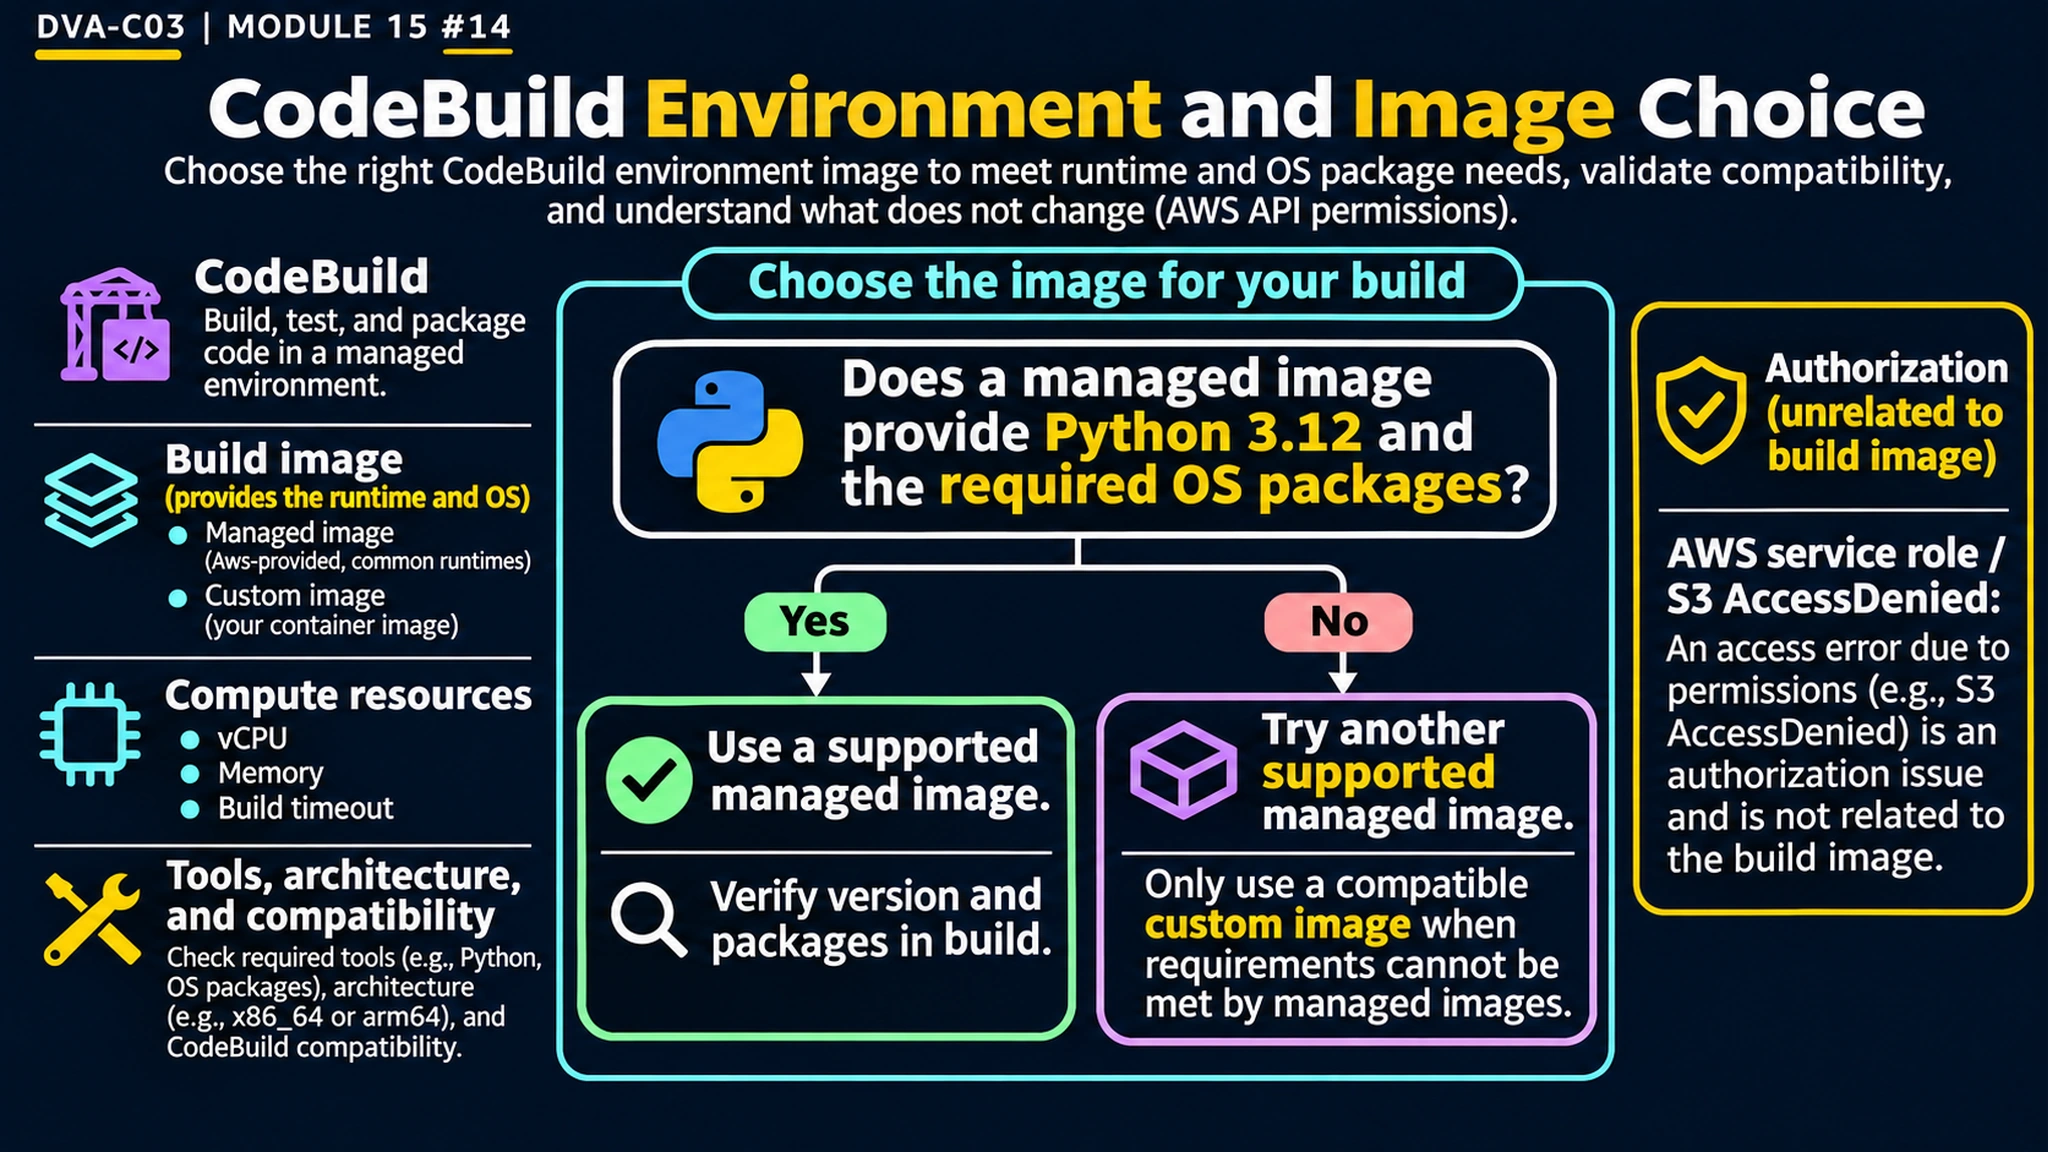 DVA-C03 | MODULE 15 #14
CodeBuild Environment and Image Choice
Choose the right CodeBuild environment image to meet runtime and OS package needs, validate compatibility,
and understand what does not change (AWS API permissions).
CodeBuild
Build, test, and package
code in a managed
environment.
</>
Build image
(provides the runtime and OS)
Managed image
(Aws-provided, common runtimes)
Custom image
(your container image)
Compute resources
vCPU
Memory
Build timeout
Tools, architecture,
and compatibility
Check required tools (e.g., Python,
OS packages), architecture
(e.g., x86_64 or arm64), and
CodeBuild compatibility.
Choose the image for your build
Does a managed image
provide Python 3.12 and
the required OS packages?
Yes
Use a supported
managed image.
Verify version and
packages in build.
No
Try another
supported
managed image.
Only use a compatible
custom image when
requirements cannot be
met by managed images.
Authorization
(unrelated to
build image)
AWS service role /
S3 AccessDenied:
An access error due to
permissions (e.g., S3
AccessDenied) is an
authorization issue
and is not related to
the build image.